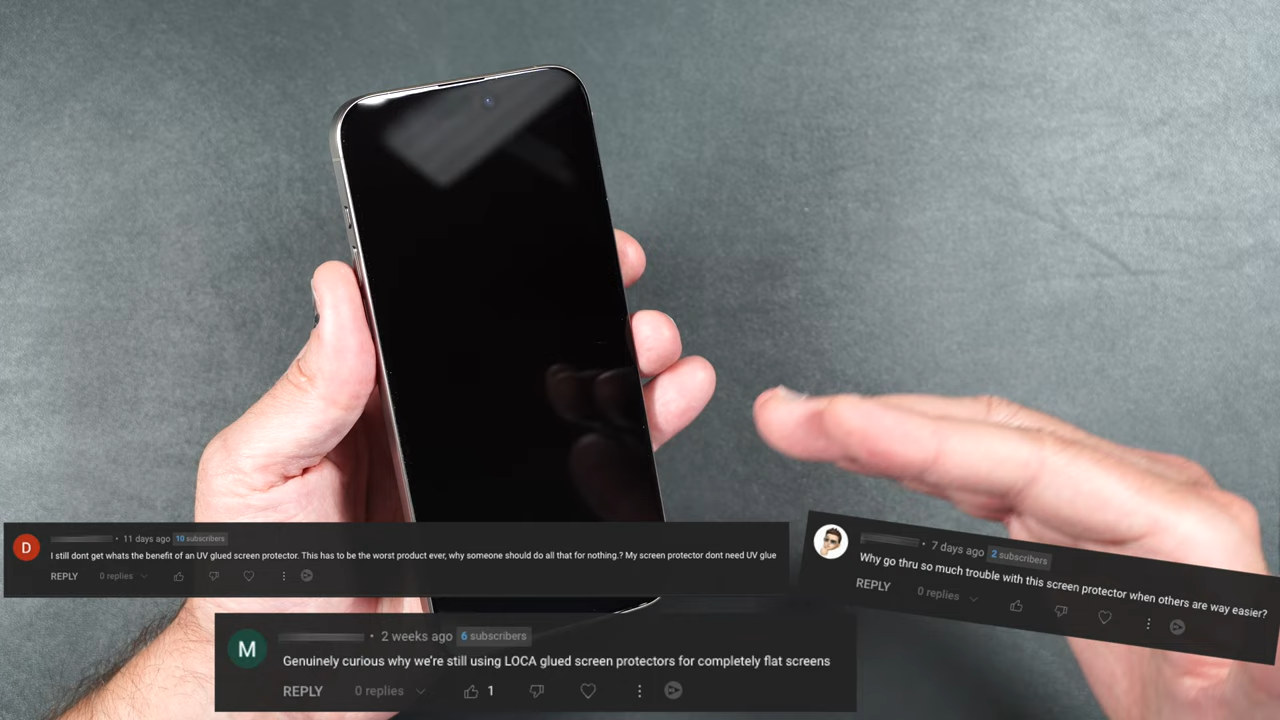 D
• 11 days ago 10 subscribers
I still dont get whats the benefit of an UV glued screen protector. This has to be the worst product ever, why someone should do all that for nothing.? My screen protector dont need UV glue
REPLY 0 replies
• 7 days ago 2 subscribers
Why go thru so much trouble with this screen protector when others are way easier?
REPLY 0 replies
M
• 2 weeks ago 6 subscribers
Genuinely curious why we're still using LOCA glued screen protectors for completely flat screens
REPLY 0 replies 1